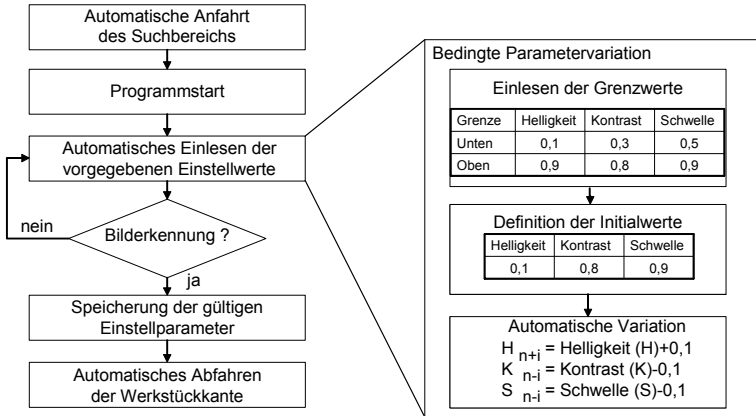 Automatische Anfahrt
des Suchbereichs
Programmstart
Automatisches Einlesen der
vorgegebenen Einstellwerte
nein
Bilderkennung ?
ja
Speicherung der gültigen
Einstellparameter
Automatisches Abfahren
der Werkstückkante
Bedingte Parametervariation
Einlesen der Grenzwerte
Grenze Helligkeit Kontrast Schwelle
Unten 0,1 0,3 0,5
Oben 0,9 0,8 0,9
Definition der Initialwerte
Helligkeit Kontrast Schwelle
0,1 0,8 0,9
Automatische Variation
H n+i = Helligkeit (H)+0,1
K n-i = Kontrast (K)-0,1
S n-i = Schwelle (S)-0,1